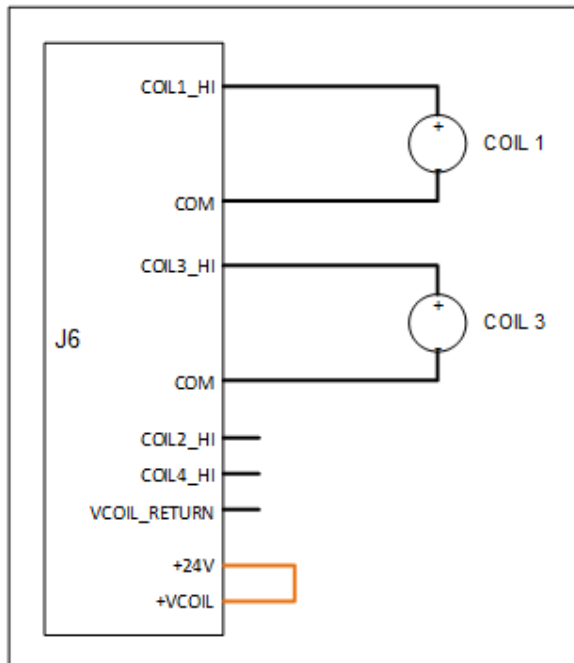 COIL1_HI
+
COIL 1
COM
COIL3_HI
+
COIL 3
J6
COM
COIL2_HI
COIL4_HI
VCOIL_RETURN
+24V
+VCOIL